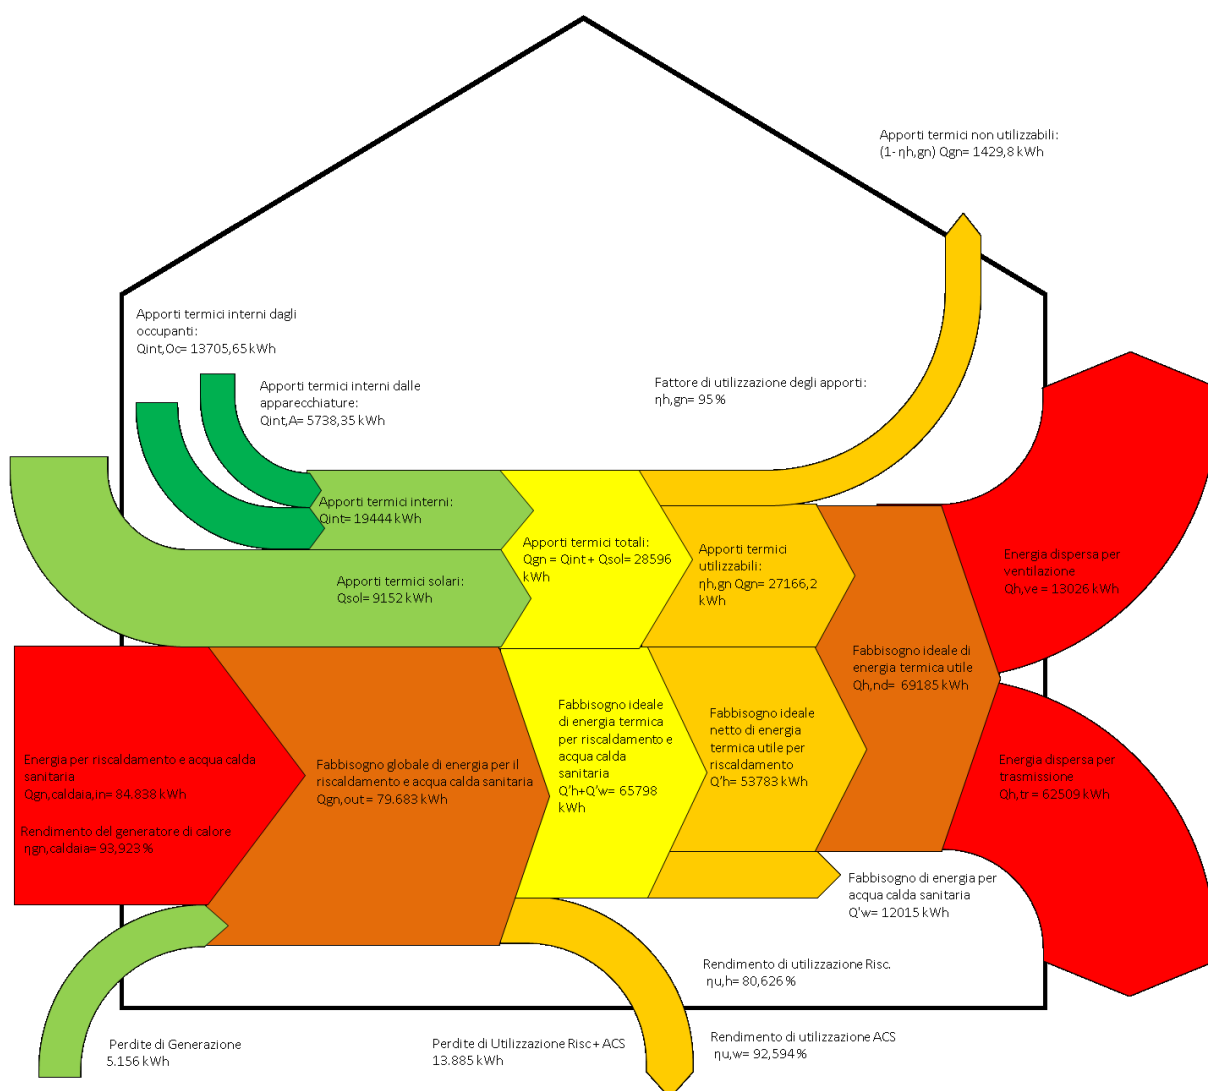 Apporti termici non utilizzabili:
(1- ηh,gn) Qgn= 1429,8 kWh
Apporti termici interni dagli
occupanti:
Qint,Oc= 13705,65 kWh
Apporti termici interni dalle
apparecchiature:
Qint,A= 5738,35 kWh
Fattore di utilizzazione degli apporti:
ηh,gn= 95 %
Apporti termici interni:
Qint= 19444 kWh
Apporti termici totali:
Qgn = Qint + Qsol= 28596
kWh
Apporti termici
utilizzabili:
ηh,gn Qgn= 27166,2
kWh
Energia dispersa per
ventilazione
Qh,ve = 13026 kWh
Apporti termici solari:
Qsol= 9152 kWh
Fabbisogno ideale di
energia termica utile
Qh,nd= 69185 kWh
Fabbisogno ideale
di energia termica
per riscaldamento e
acqua calda
sanitaria
Q'h+Q'w= 65798
kWh
Fabbisogno ideale
netto di energia
termica utile per
riscaldamento
Q'h= 53783 kWh
Energia per riscaldamento e acqua calda
sanitaria
Qgn,caldaia,in= 84.838 kWh
Rendimento del generatore di calore
ηgn,caldaia= 93,923 %
Fabbisogno globale di energia per il
riscaldamento e acqua calda sanitaria
Qgn,out = 79.683 kWh
Energia dispersa per
trasmissione
Qh,tr = 62509 kWh
Fabbisogno di energia per
acqua calda sanitaria
Q'w= 12015 kWh
Rendimento di utilizzazione Risc.
ηu,h= 80,626 %
Perdite di Generazione
5.156 kWh
Perdite di Utilizzazione Risc + ACS
13.885 kWh
Rendimento di utilizzazione ACS
ηu,w= 92,594 %